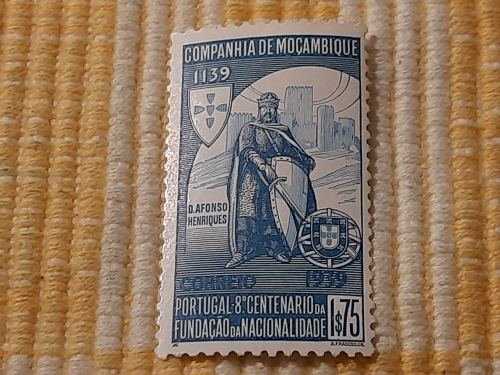 COMPANHIA DE MOÇAMBIQUE
1139
D. AFONSO
HENRIQUES
CORREIO 1939
PORTUGAL-8º CENTENARIO DA
FUNDAÇÃO DA NACIONALIDADE
1$75